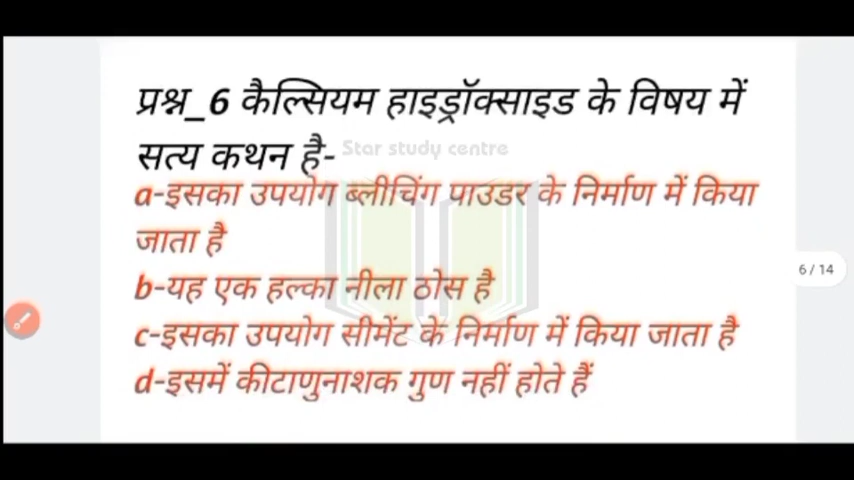 प्रश्न_6 कैल्सियम हाइड्रॉक्साइड के विषय में
सत्य कथन है-
Star study centre
a-इसका उपयोग ब्लीचिंग पाउडर के निर्माण में किया
जाता है
6 / 14
b-यह एक हल्का नीला ठोस है
c-इसका उपयोग सीमेंट के निर्माण में किया जाता है
d-इसमें कीटाणुनाशक गुण नहीं होते हैं